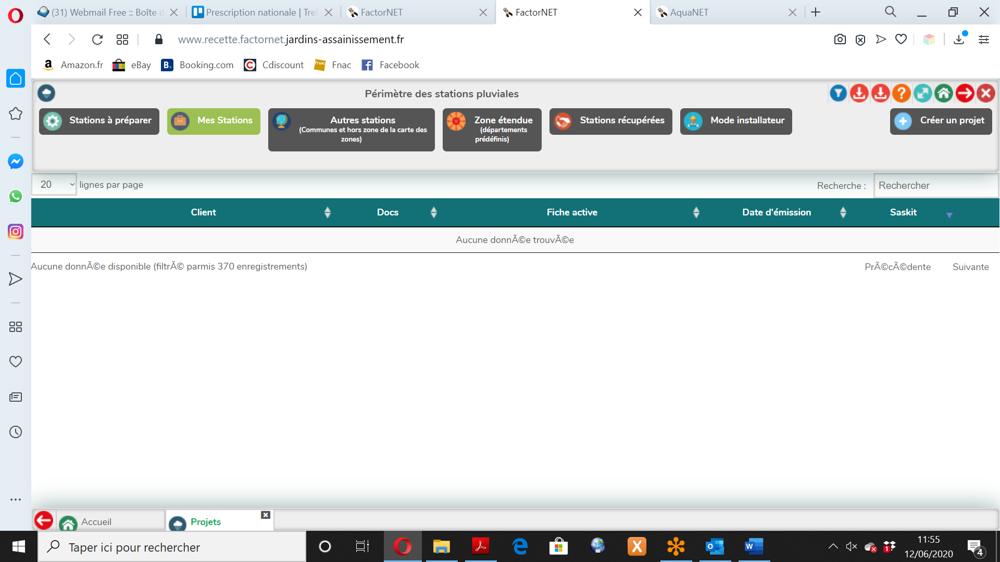 (31) Webmail Free :: Boîte d
Prescription nationale | Trel
FactorNET
FactorNET
AquaNET
www.recette.factornet.jardins-assainissement.fr
Amazon.fr
eBay
Booking.com
Cdiscount
Fnac
Facebook
Périmètre des stations pluviales
Stations à préparer
Mes Stations
Autres stations
(Communes et hors zone de la carte des
zones)
Zone étendue
(départements
prédéfinis)
Stations récupérées
Mode installateur
Créer un projet
20
lignes par page
Recherche :
Rechercher
Client
Docs
Fiche active
Date d'émission
Saskit
Aucune donnÃ©e trouvÃ©e
Aucune donnÃ©e disponible (filtrÃ© parmis 370 enregistrements)
PrÃ©cÃ©dente
Suivante
Accueil
Projets
Taper ici pour rechercher
11:55
12/06/2020
1
4